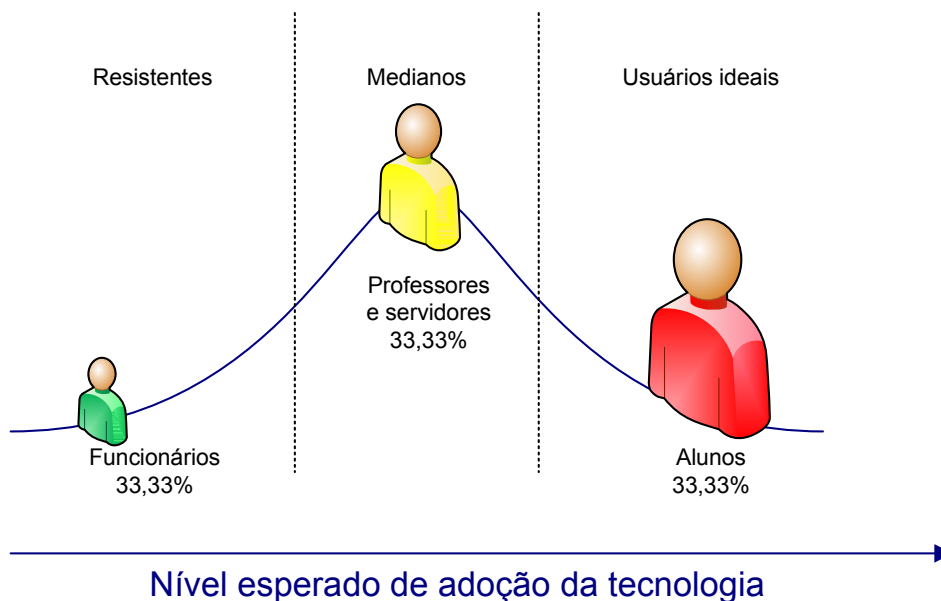 Resistentes
Medianos
Usuários ideais
Professores
e servidores
33,33%
Funcionários
33,33%
Alunos
33,33%
Nível esperado de adoção da tecnologia